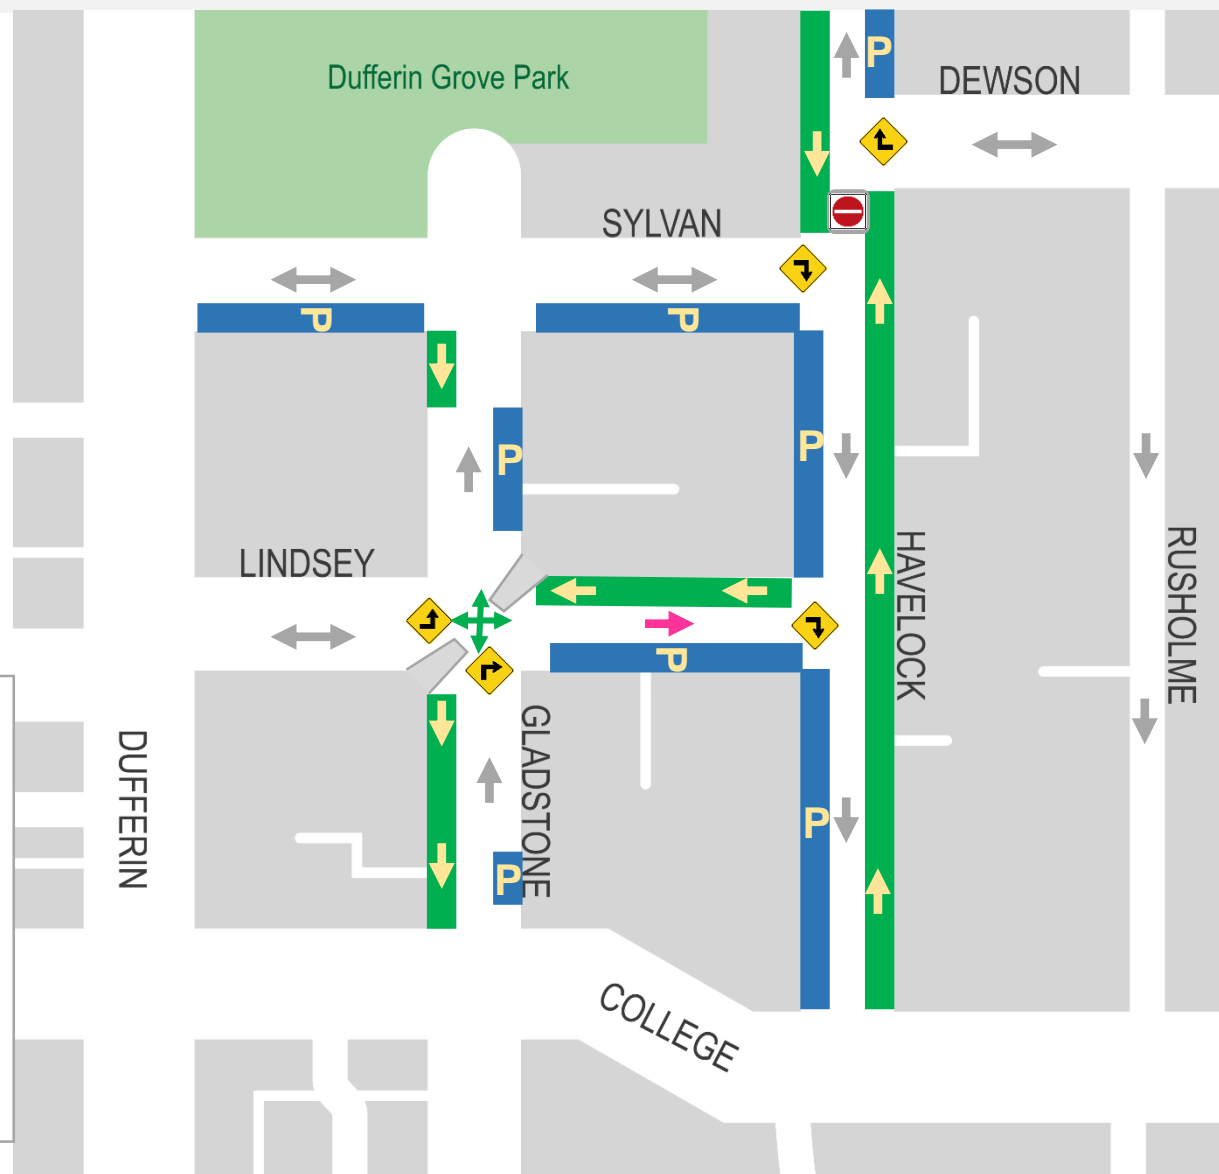 Dufferin Grove Park
P
DEWSON
SYLVAN
P
P
P
P
LINDSEY
HAVELOCK
RUSHOLME
P
GLADSTONE
DUFFERIN
P
P
COLLEGE